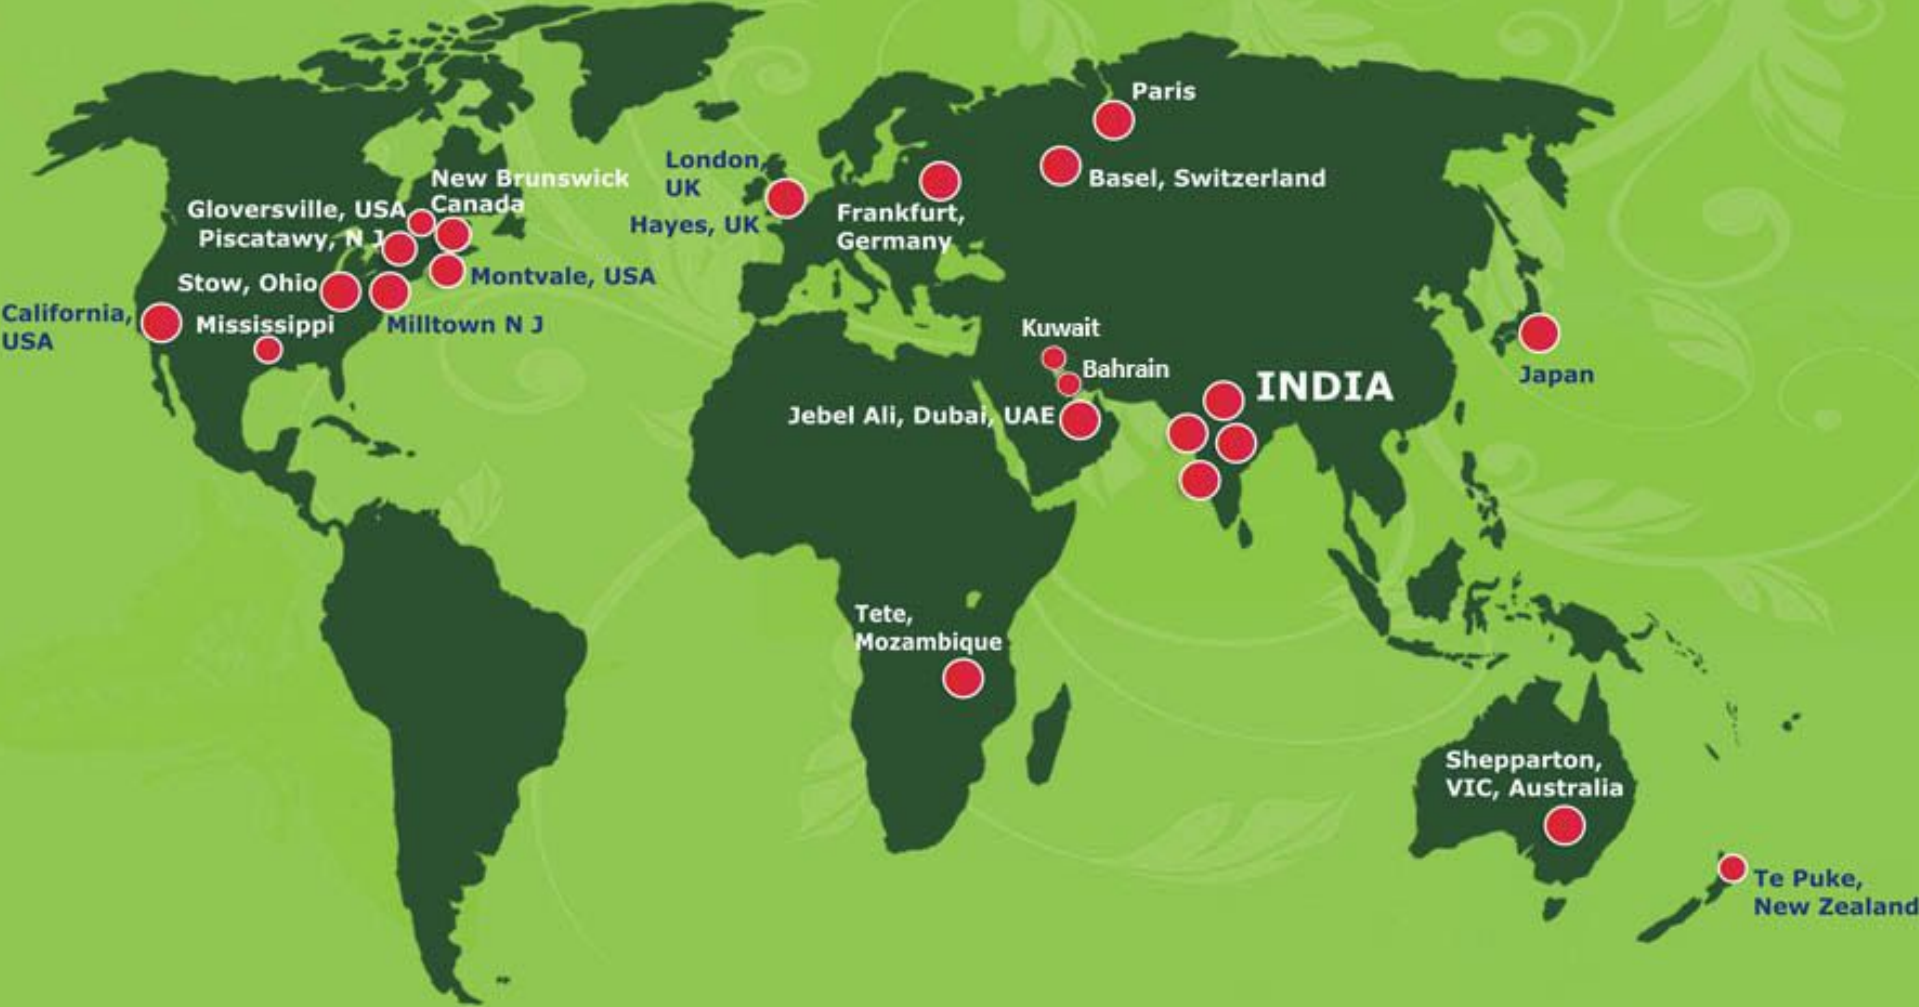 Paris
London,
UK
Basel, Switzerland
New Brunswick
Canada
Gloversville, USA
Hayes, UK
Frankfurt,
Germany
Piscatawy, N J
Stow, Ohio
Montvale, USA
California,
USA
Mississippi
Milltown N J
Kuwait
Bahrain
INDIA
Japan
Jebel Ali, Dubai, UAE
Tete,
Mozambique
Shepparton,
VIC, Australia
Te Puke,
New Zealand